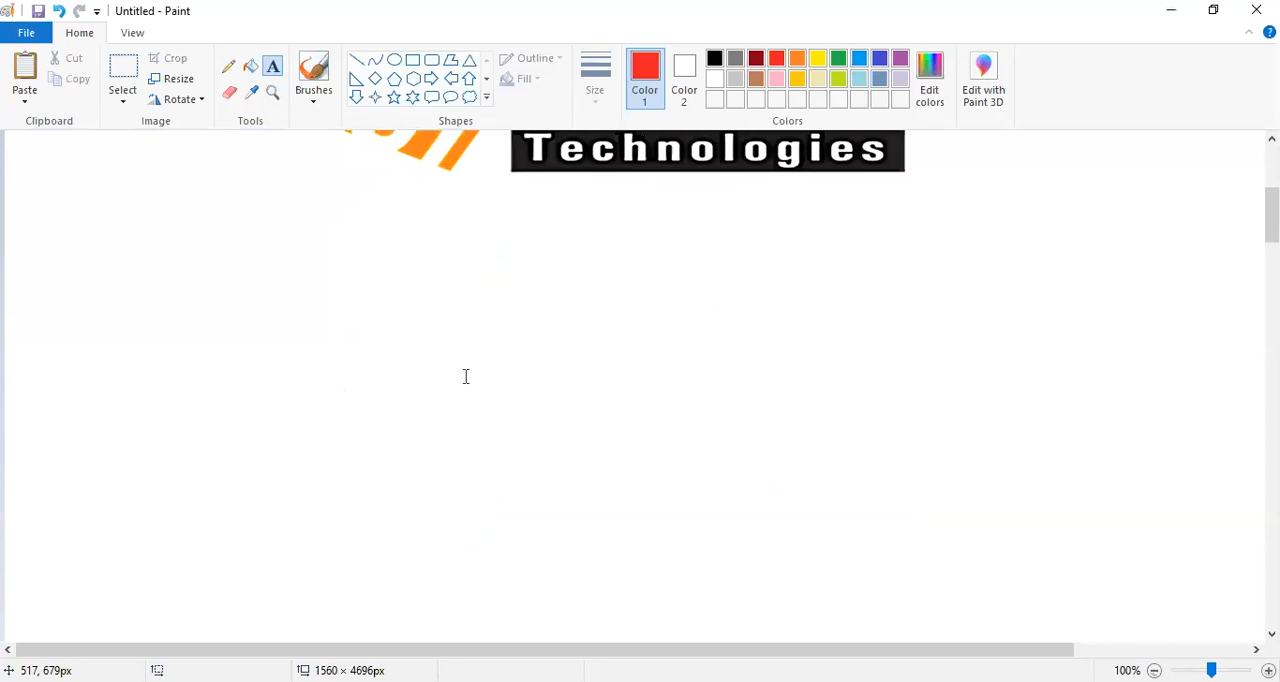 Untitled - Paint
File Home View
Paste
Cut
Copy
Clipboard
Select
Crop
Resize
Rotate
Image
A
Tools
Brushes
Shapes
Outline
Fill
Size
Color 1
Color 2
Edit colors
Colors
Edit with Paint 3D
Technologies
517, 679px
1560 × 4696px
100%